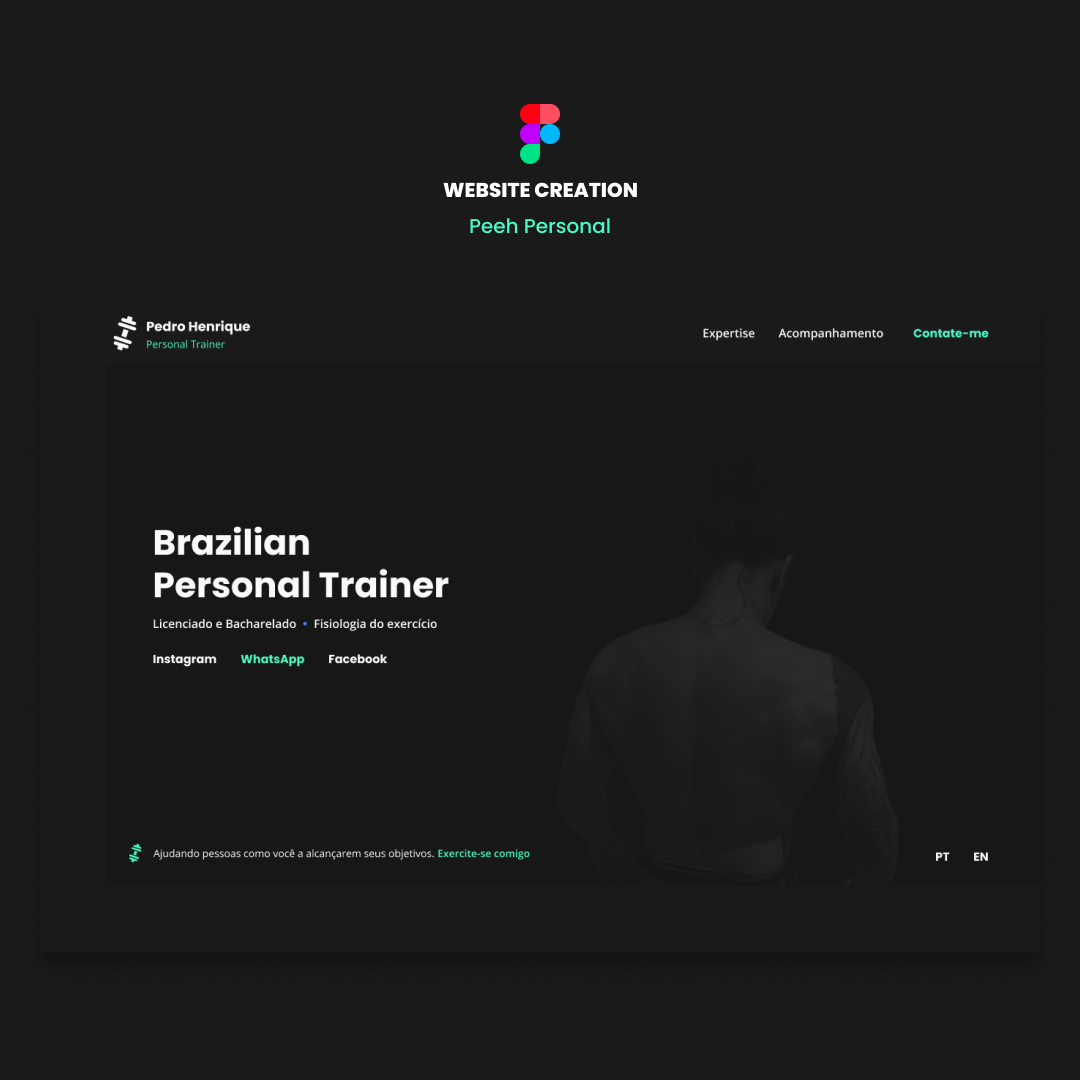 WEBSITE CREATION
Peeh Personal
Pedro Henrique
Personal Trainer
Expertise Acompanhamento Contate-me
Brazilian
Personal Trainer
Licenciado e Bacharelado • Fisiologia do exercício
Instagram WhatsApp Facebook
Ajudando pessoas como você a alcançarem seus objetivos. Exercite-se comigo
PT EN